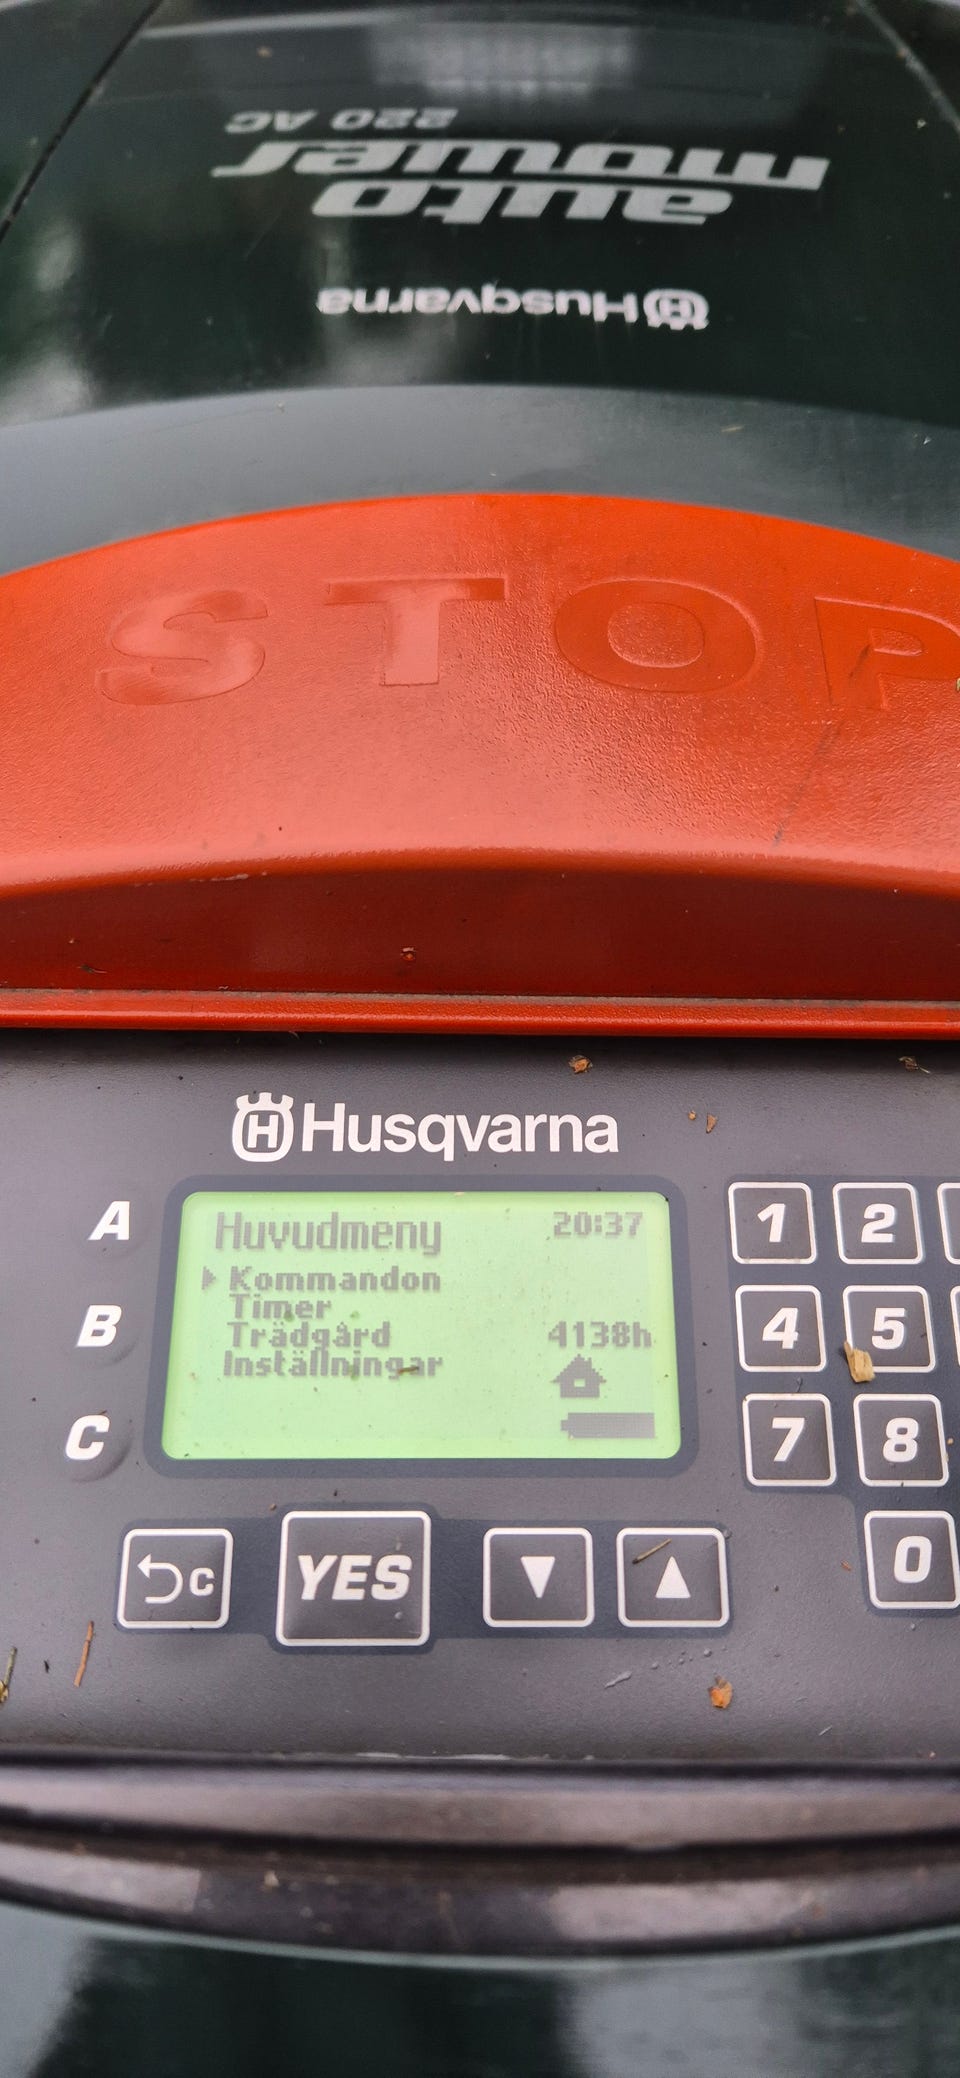 220 AC
mower
auto
Husqvarna
STOP
Husqvarna
A
B
C
Huvudmeny 20:37
Kommandon
Timer
Trädgård 4138h
Inställningar
1 2
4 5
7 8
0
C YES